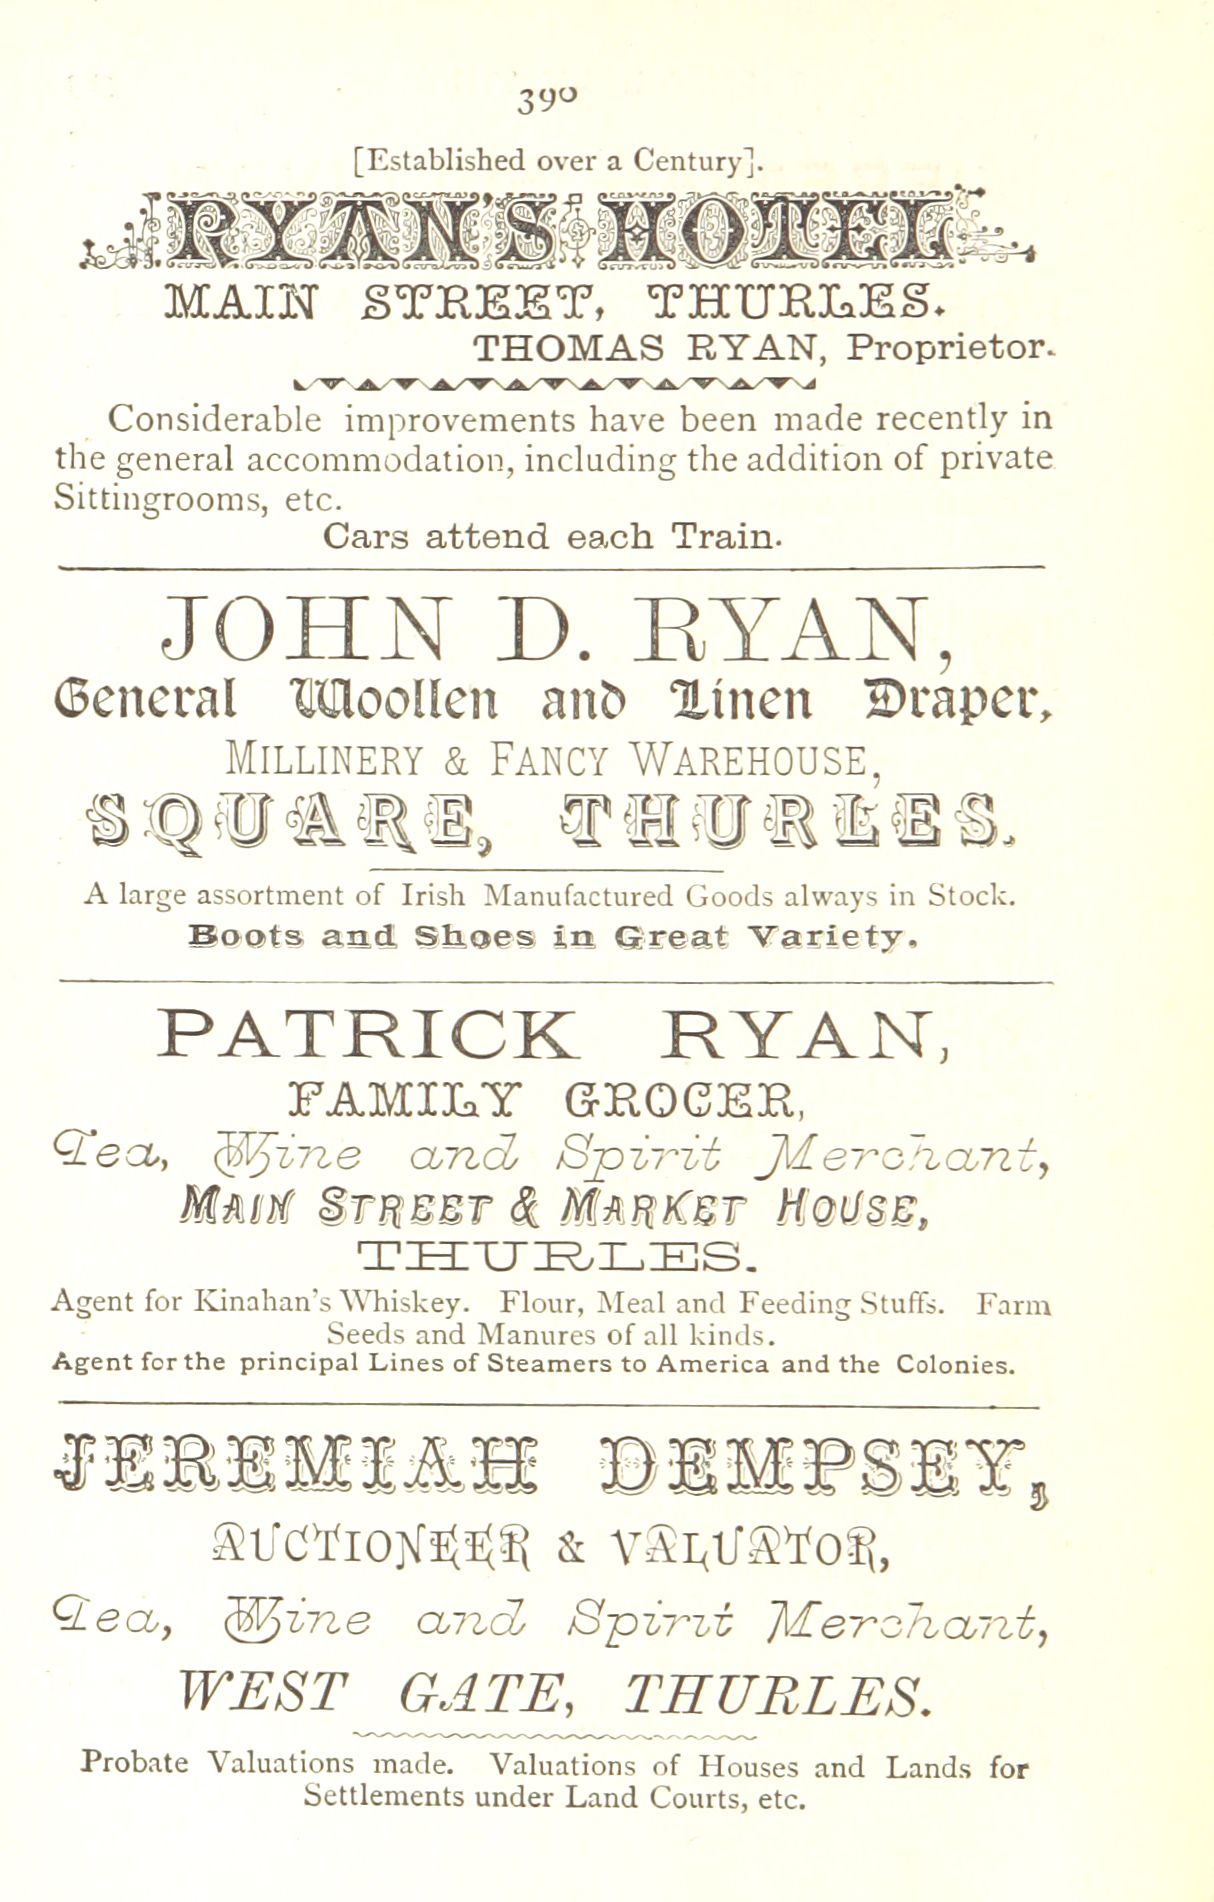 390
[Established over a Century].
RYAN'S HOTEL
MAIN STREET, THURLES.
THOMAS RYAN, Proprietor.
Considerable improvements have been made recently in
the general accommodation, including the addition of private
Sittingrooms, etc.
Cars attend each Train.
JOHN D. RYAN,
General Woollen and Linen Draper,
MILLINERY & FANCY WAREHOUSE,
SQUARE, THURLES.
A large assortment of Irish Manufactured Goods always in Stock.
Boots and Shoes in Great Variety.
PATRICK RYAN,
FAMILY GROCER,
Tea, Wine and Spirit Merchant,
MAIN STREET & MARKET HOUSE,
THURLES.
Agent for Kinahan's Whiskey. Flour, Meal and Feeding Stuffs. Farm
Seeds and Manures of all kinds.
Agent for the principal Lines of Steamers to America and the Colonies.
JEREMIAH DEMPSEY,
AUCTIONEER & VALUATOR,
Tea, Wine and Spirit Merchant,
WEST GATE, THURLES.
Probate Valuations made. Valuations of Houses and Lands for
Settlements under Land Courts, etc.